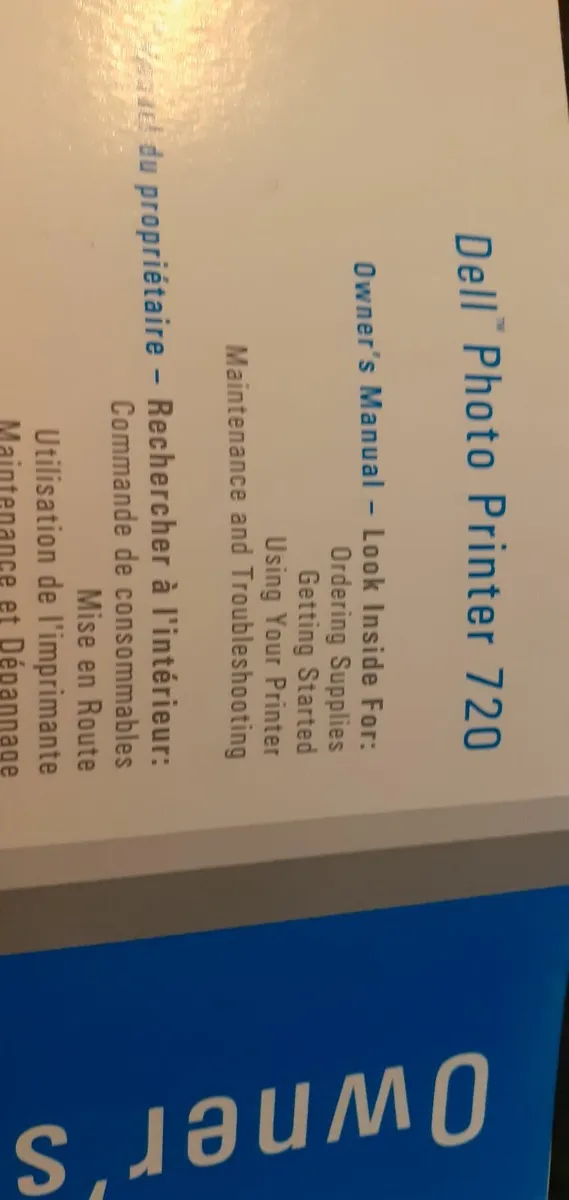 Dell™ Photo Printer 720
Owner's Manual – Look Inside For:
Ordering Supplies
Getting Started
Using Your Printer
Maintenance and Troubleshooting
du propriétaire – Rechercher à l'intérieur:
Commande de consommables
Mise en Route
Utilisation de l'imprimante
Maintenance et Dépannage
Owner's